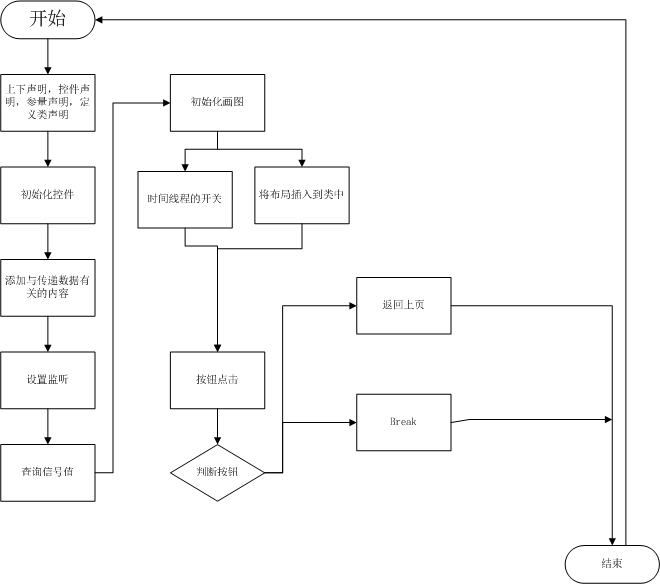 开始
上下声明，控件声
明，参量声明，定
义类声明
初始化控件
添加与传递数据有
关的内容
设置监听
查询信号值
初始化画图
时间线程的开关
将布局插入到类中
按钮点击
判断按钮
返回上页
Break
结束